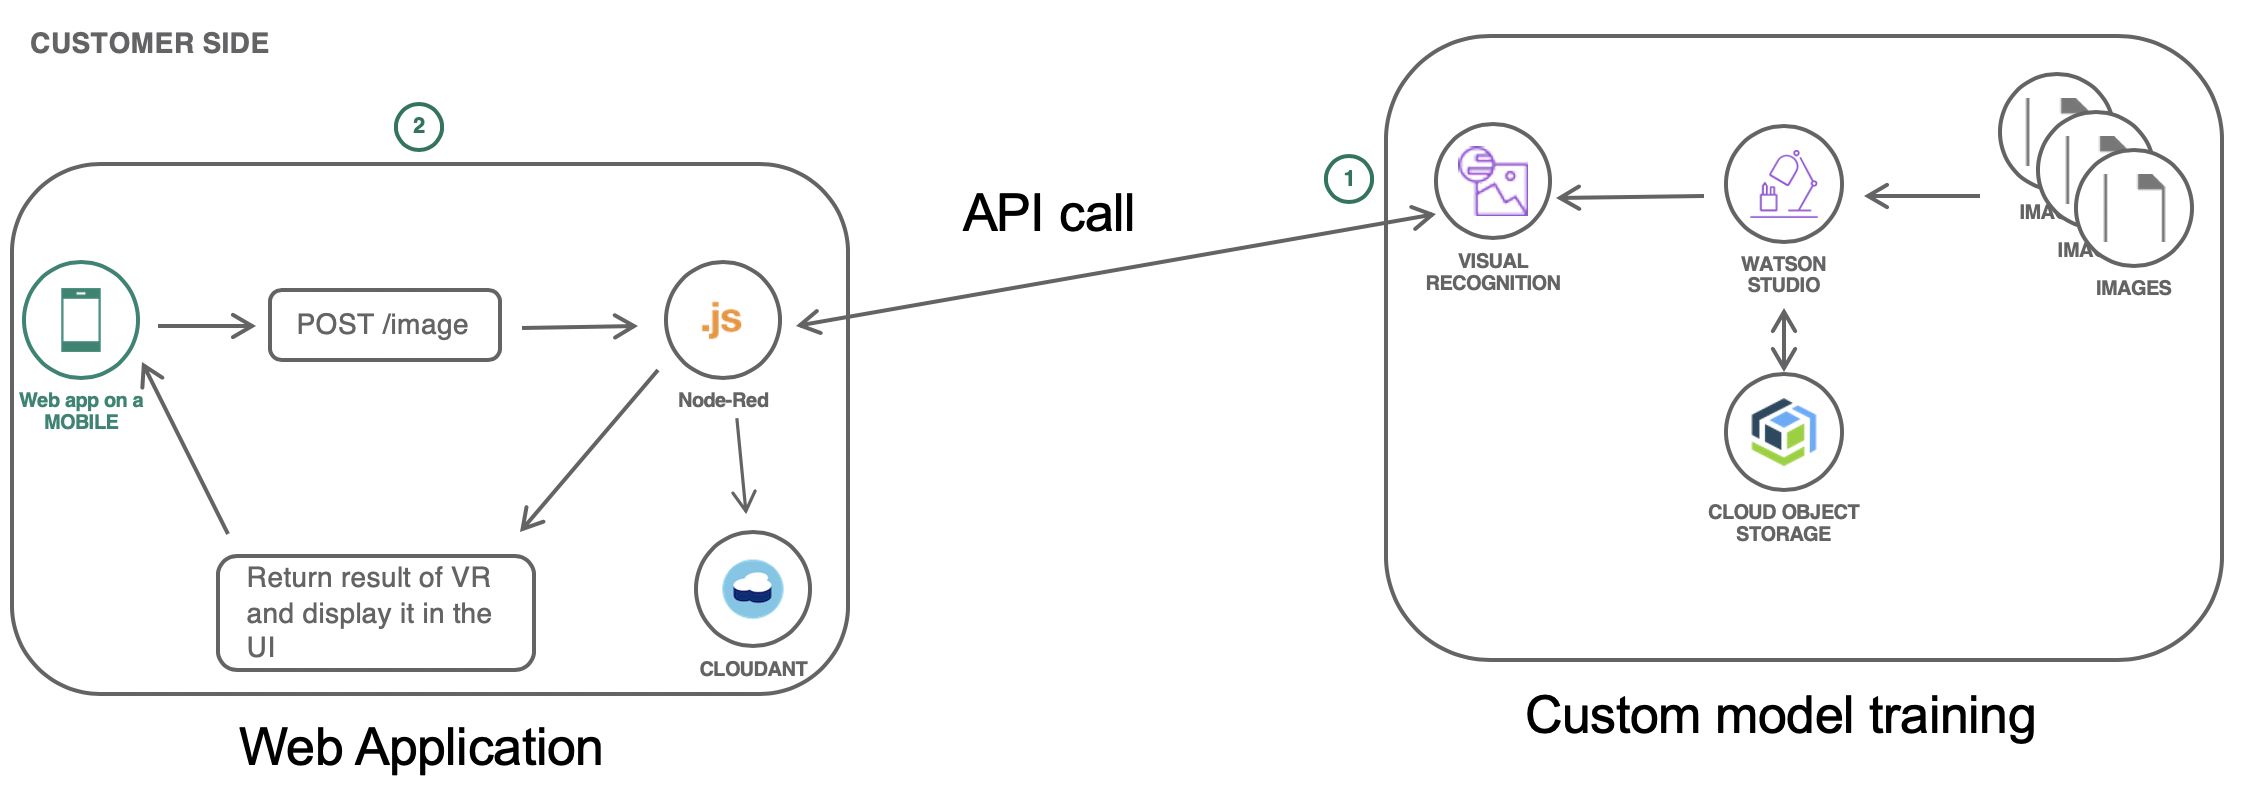 CUSTOMER SIDE
2
Web app on a
MOBILE
POST /image
.js
Node-Red
Return result of VR
and display it in the
UI
CLOUDANT
Web Application
API call
1
VISUAL
RECOGNITION
WATSON
STUDIO
IMA
IMA
IMAGES
CLOUD OBJECT
STORAGE
Custom model training